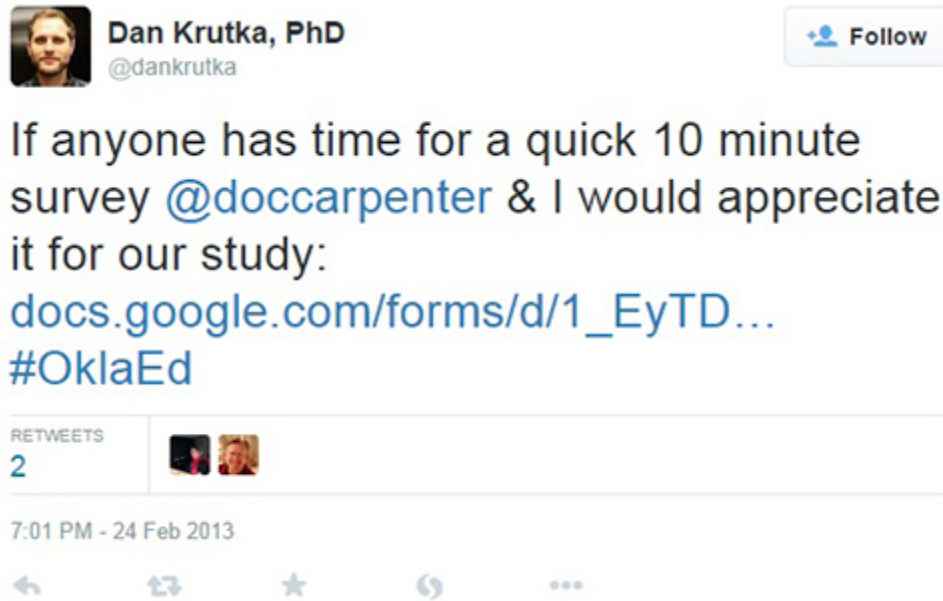 Dan Krutka, PhD
@dankrutka
Follow
If anyone has time for a quick 10 minute
survey @doccarpenter & I would appreciate
it for our study:
docs.google.com/forms/d/1_EyTD...
#OklaEd
RETWEETS
2
7:01 PM - 24 Feb 2013